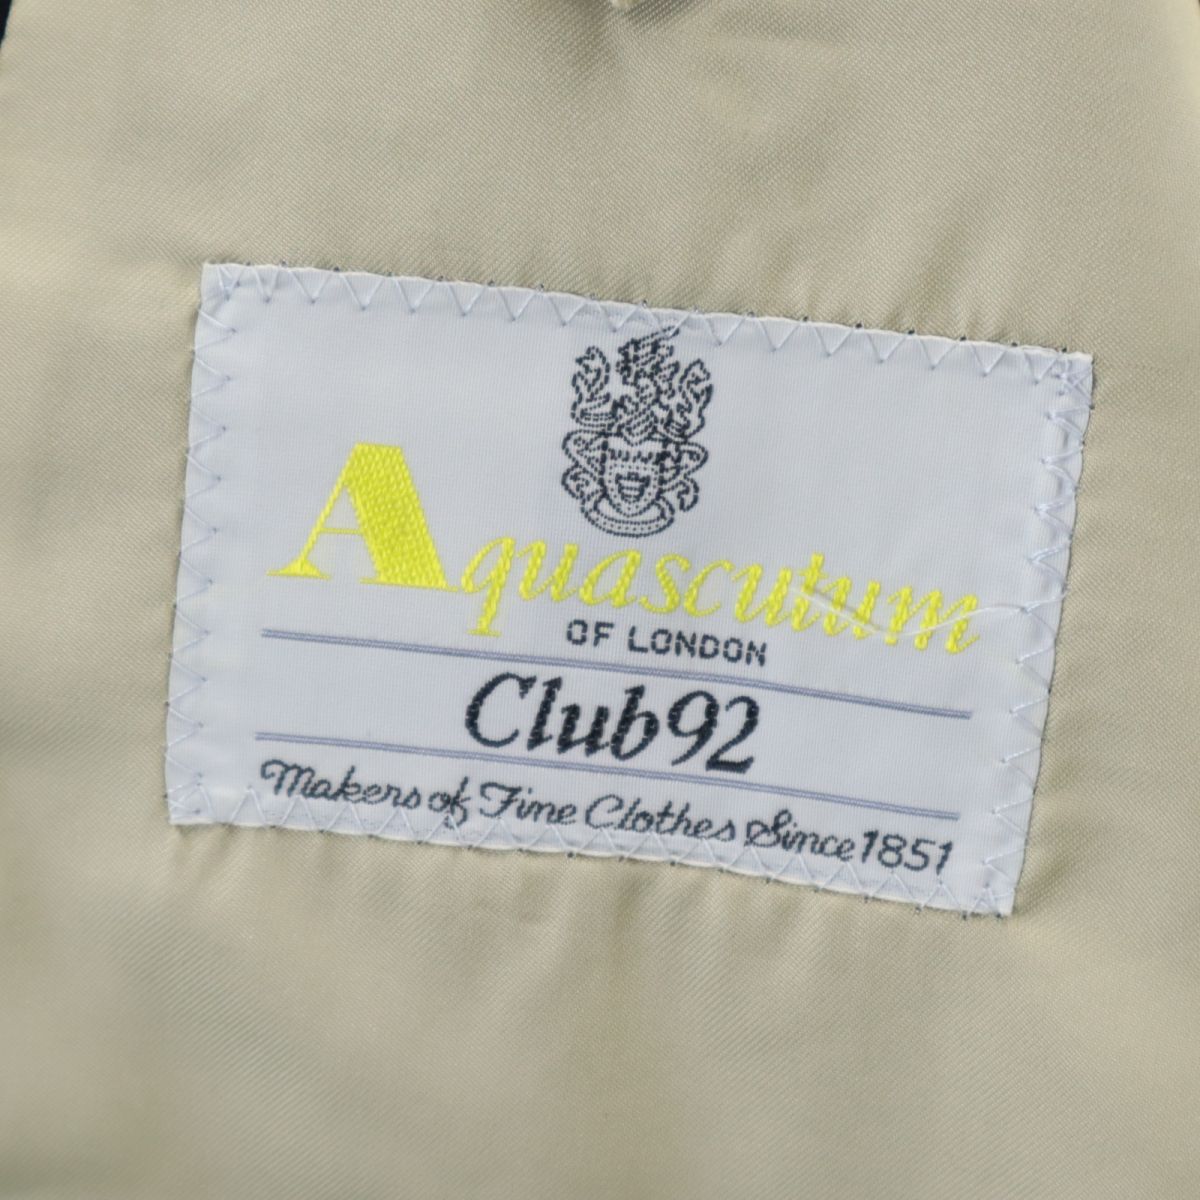 Aquascutum
OF LONDON
Club92
Makers of Fine Clothes Since 1851